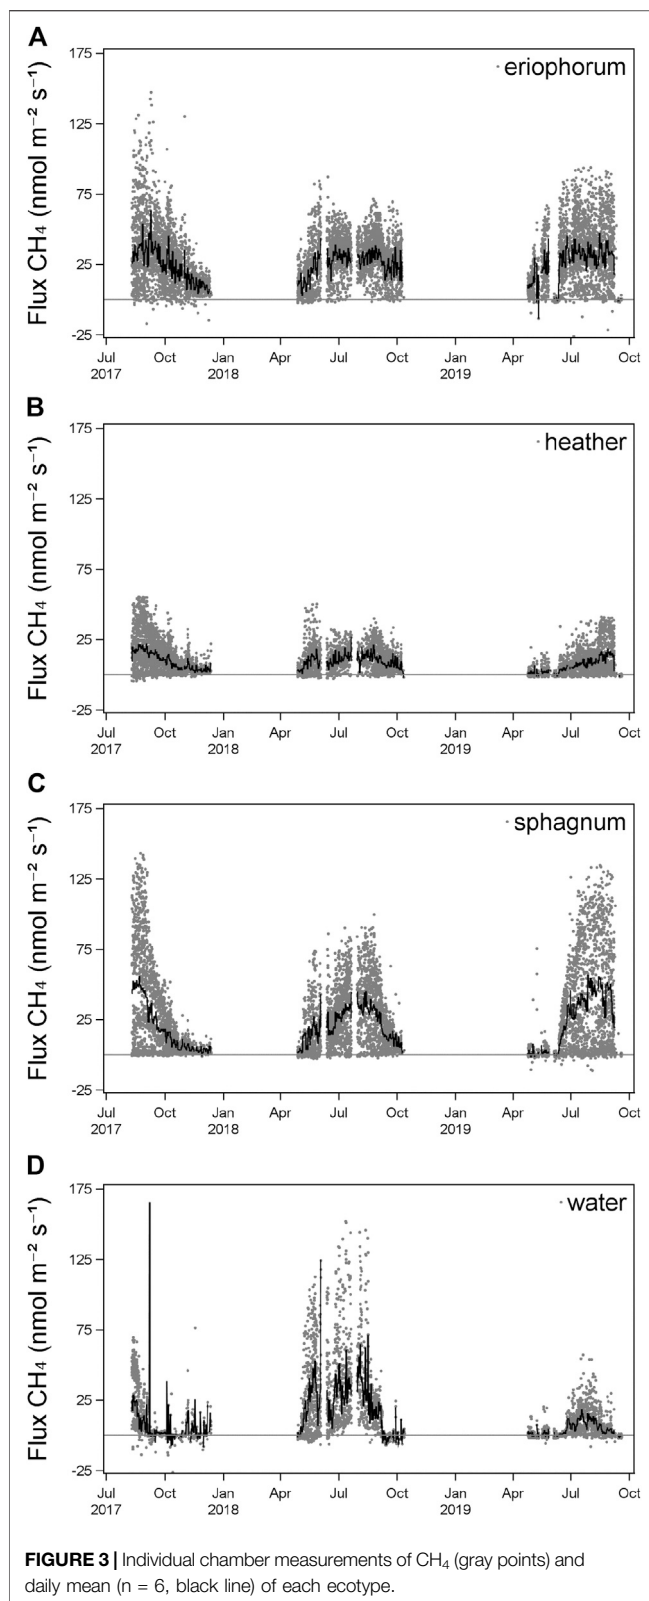 A
175
eriophorum
125
75
25
-25
Flux CH₄ (nmol m⁻² s⁻¹)
Jul Oct Jan Apr Jul Oct Jan Apr Jul Oct
2017 2018 2019
B
175
heather
125
75
25
-25
Flux CH₄ (nmol m⁻² s⁻¹)
Jul Oct Jan Apr Jul Oct Jan Apr Jul Oct
2017 2018 2019
C
175
sphagnum
125
75
25
-25
Flux CH₄ (nmol m⁻² s⁻¹)
Jul Oct Jan Apr Jul Oct Jan Apr Jul Oct
2017 2018 2019
D
175
water
125
75
25
-25
Flux CH₄ (nmol m⁻² s⁻¹)
Jul Oct Jan Apr Jul Oct Jan Apr Jul Oct
2017 2018 2019
FIGURE 3 | Individual chamber measurements of CH₄ (gray points) and
daily mean (n = 6, black line) of each ecotype.